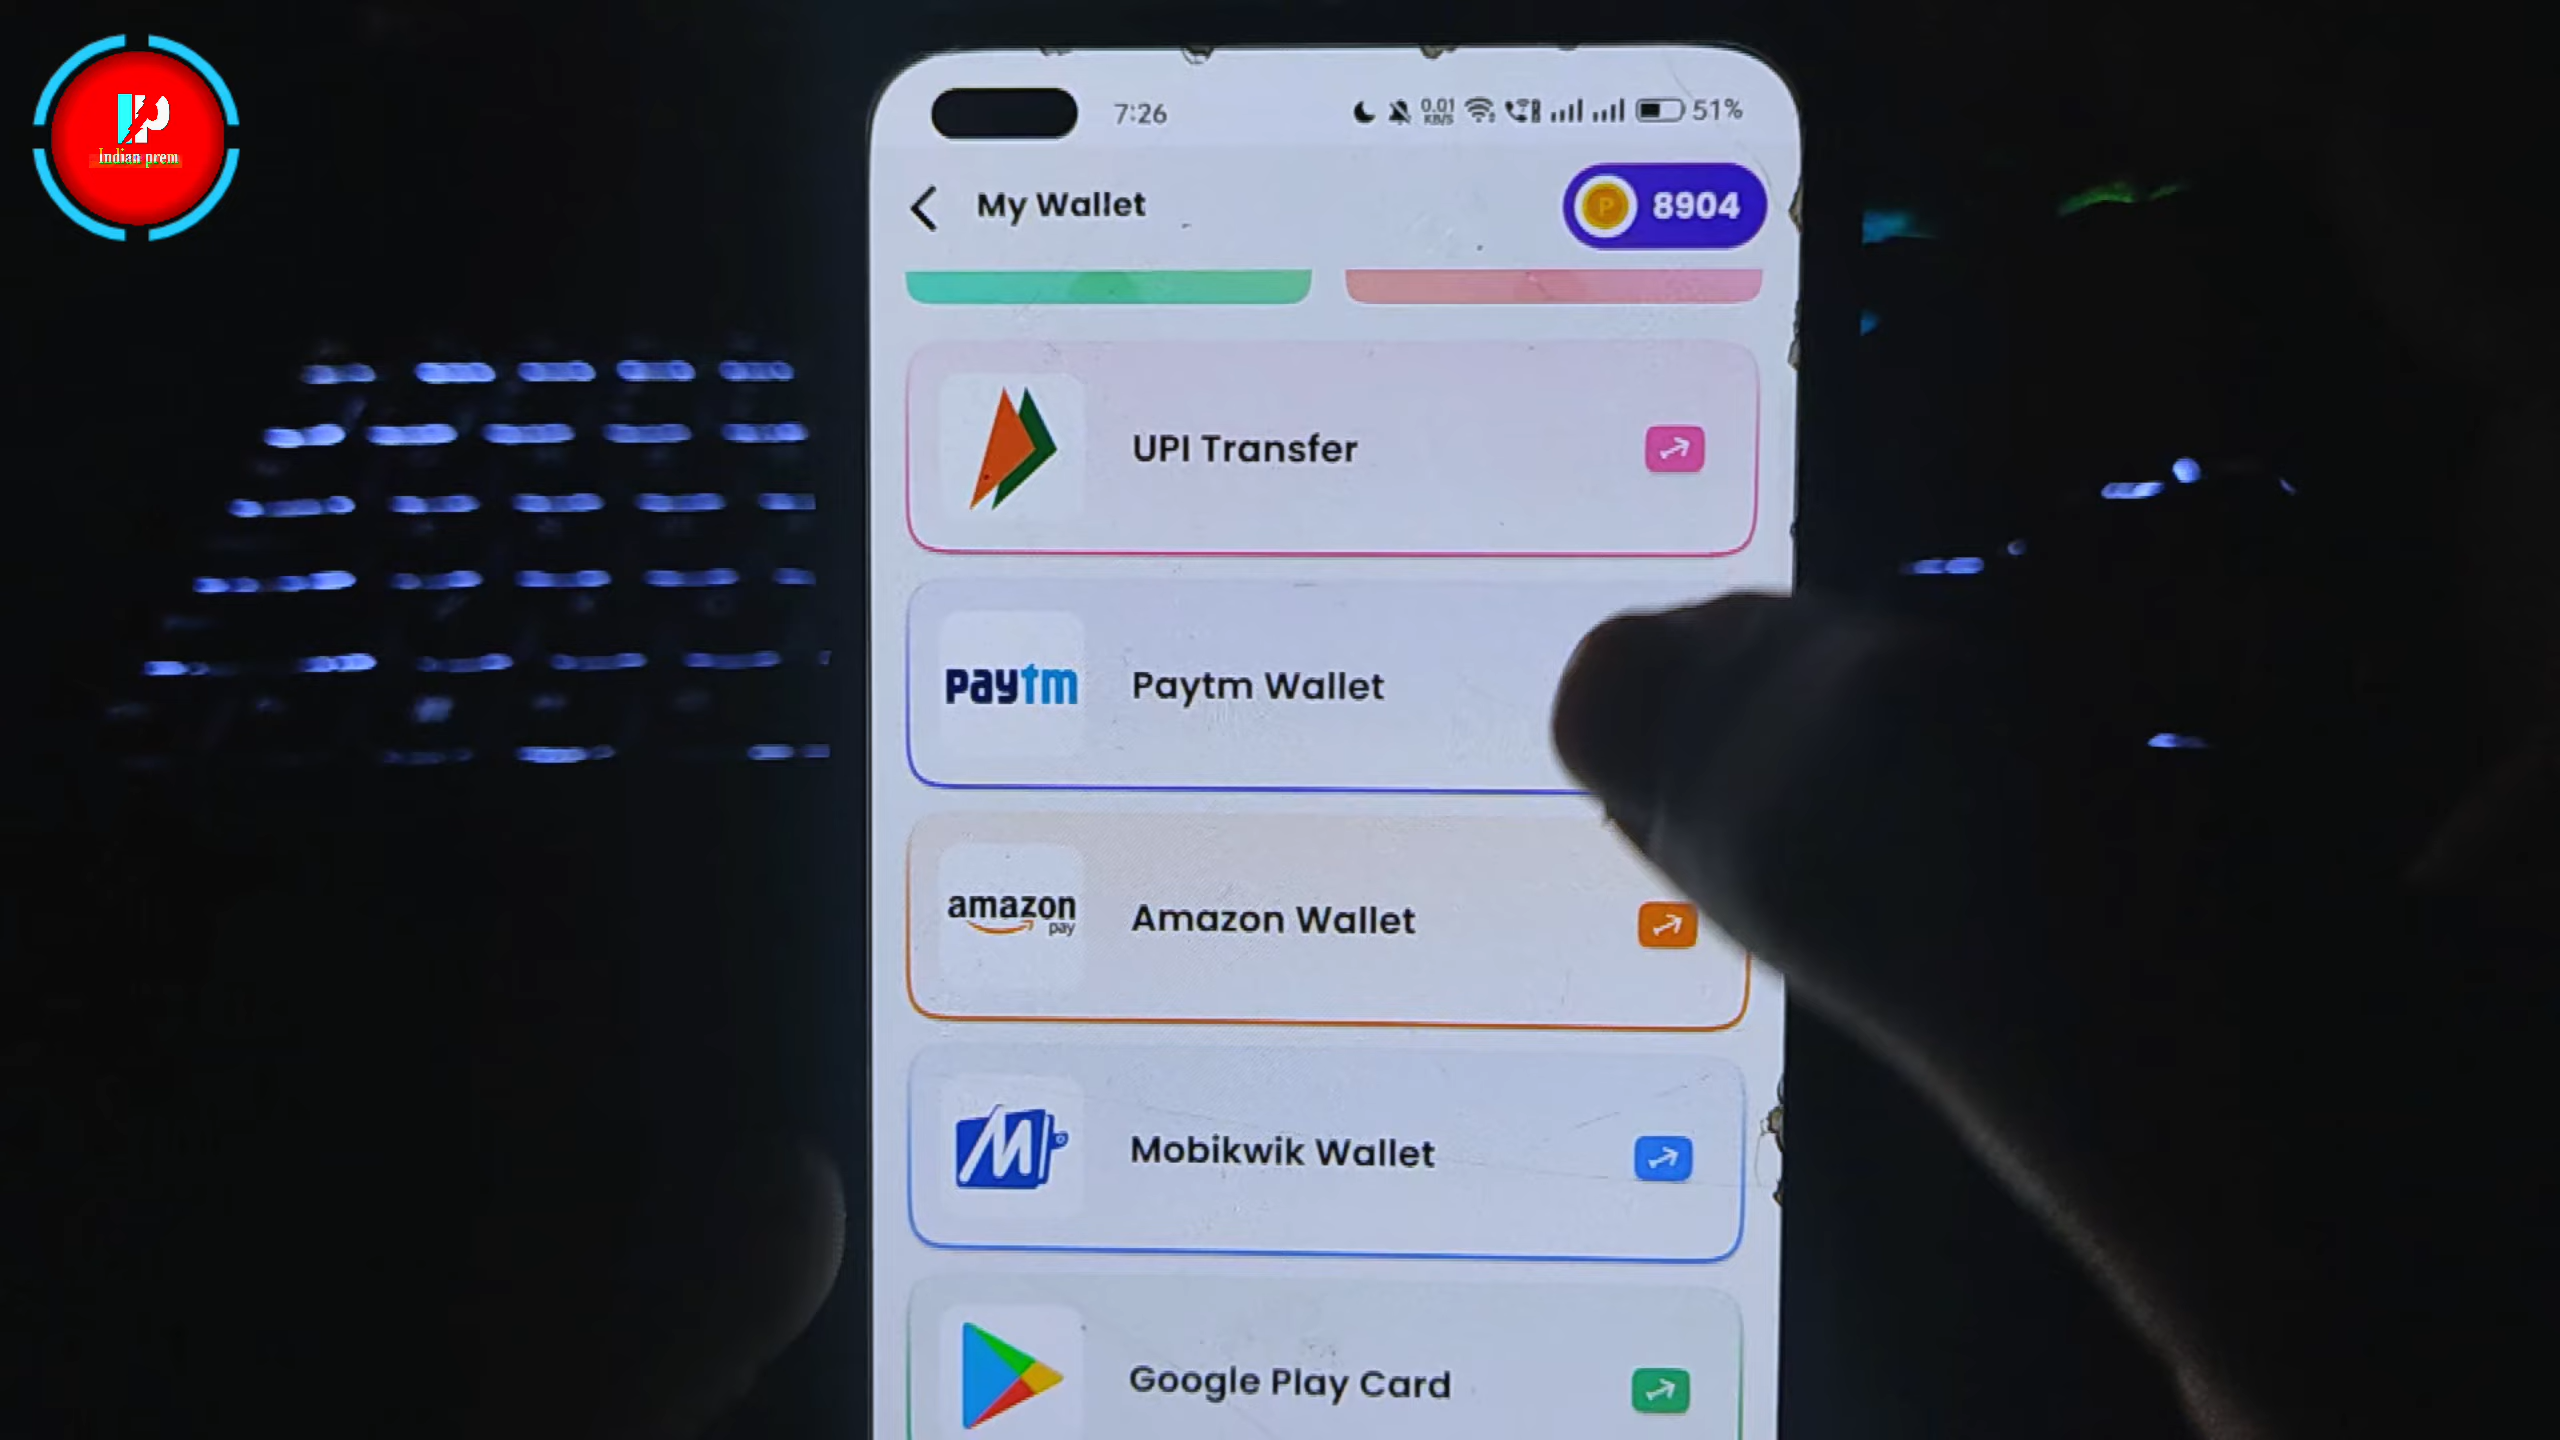 IP
Indian prem
7:26
0.01
KB/S
51%
My Wallet
P
8904
UPI Transfer
paytm
Paytm Wallet
amazon
pay
Amazon Wallet
Mobikwik Wallet
Google Play Card